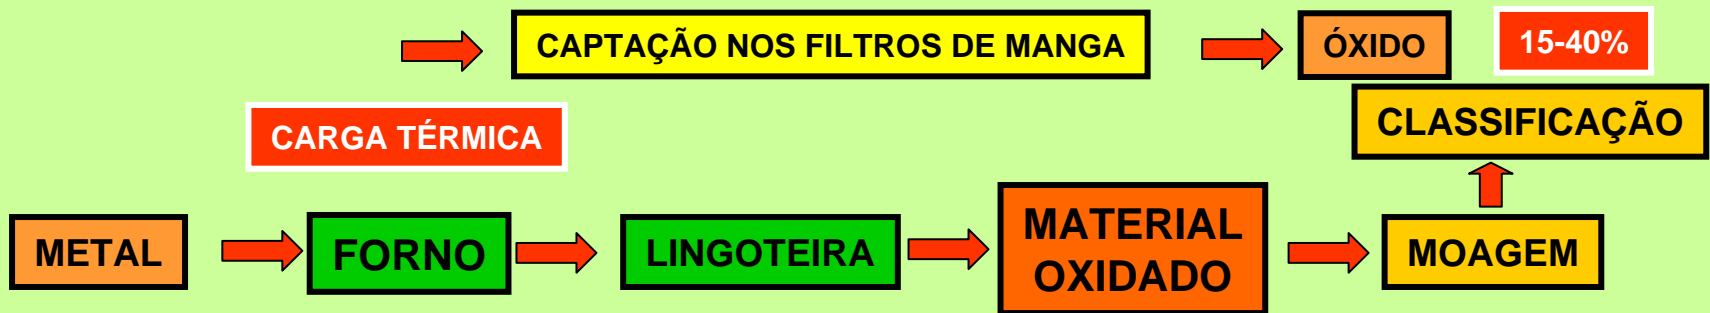 CAPTAÇÃO NOS FILTROS DE MANGA
ÓXIDO
15-40%
CARGA TÉRMICA
CLASSIFICAÇÃO
METAL
FORNO
LINGOTEIRA
MATERIAL
OXIDADO
MOAGEM